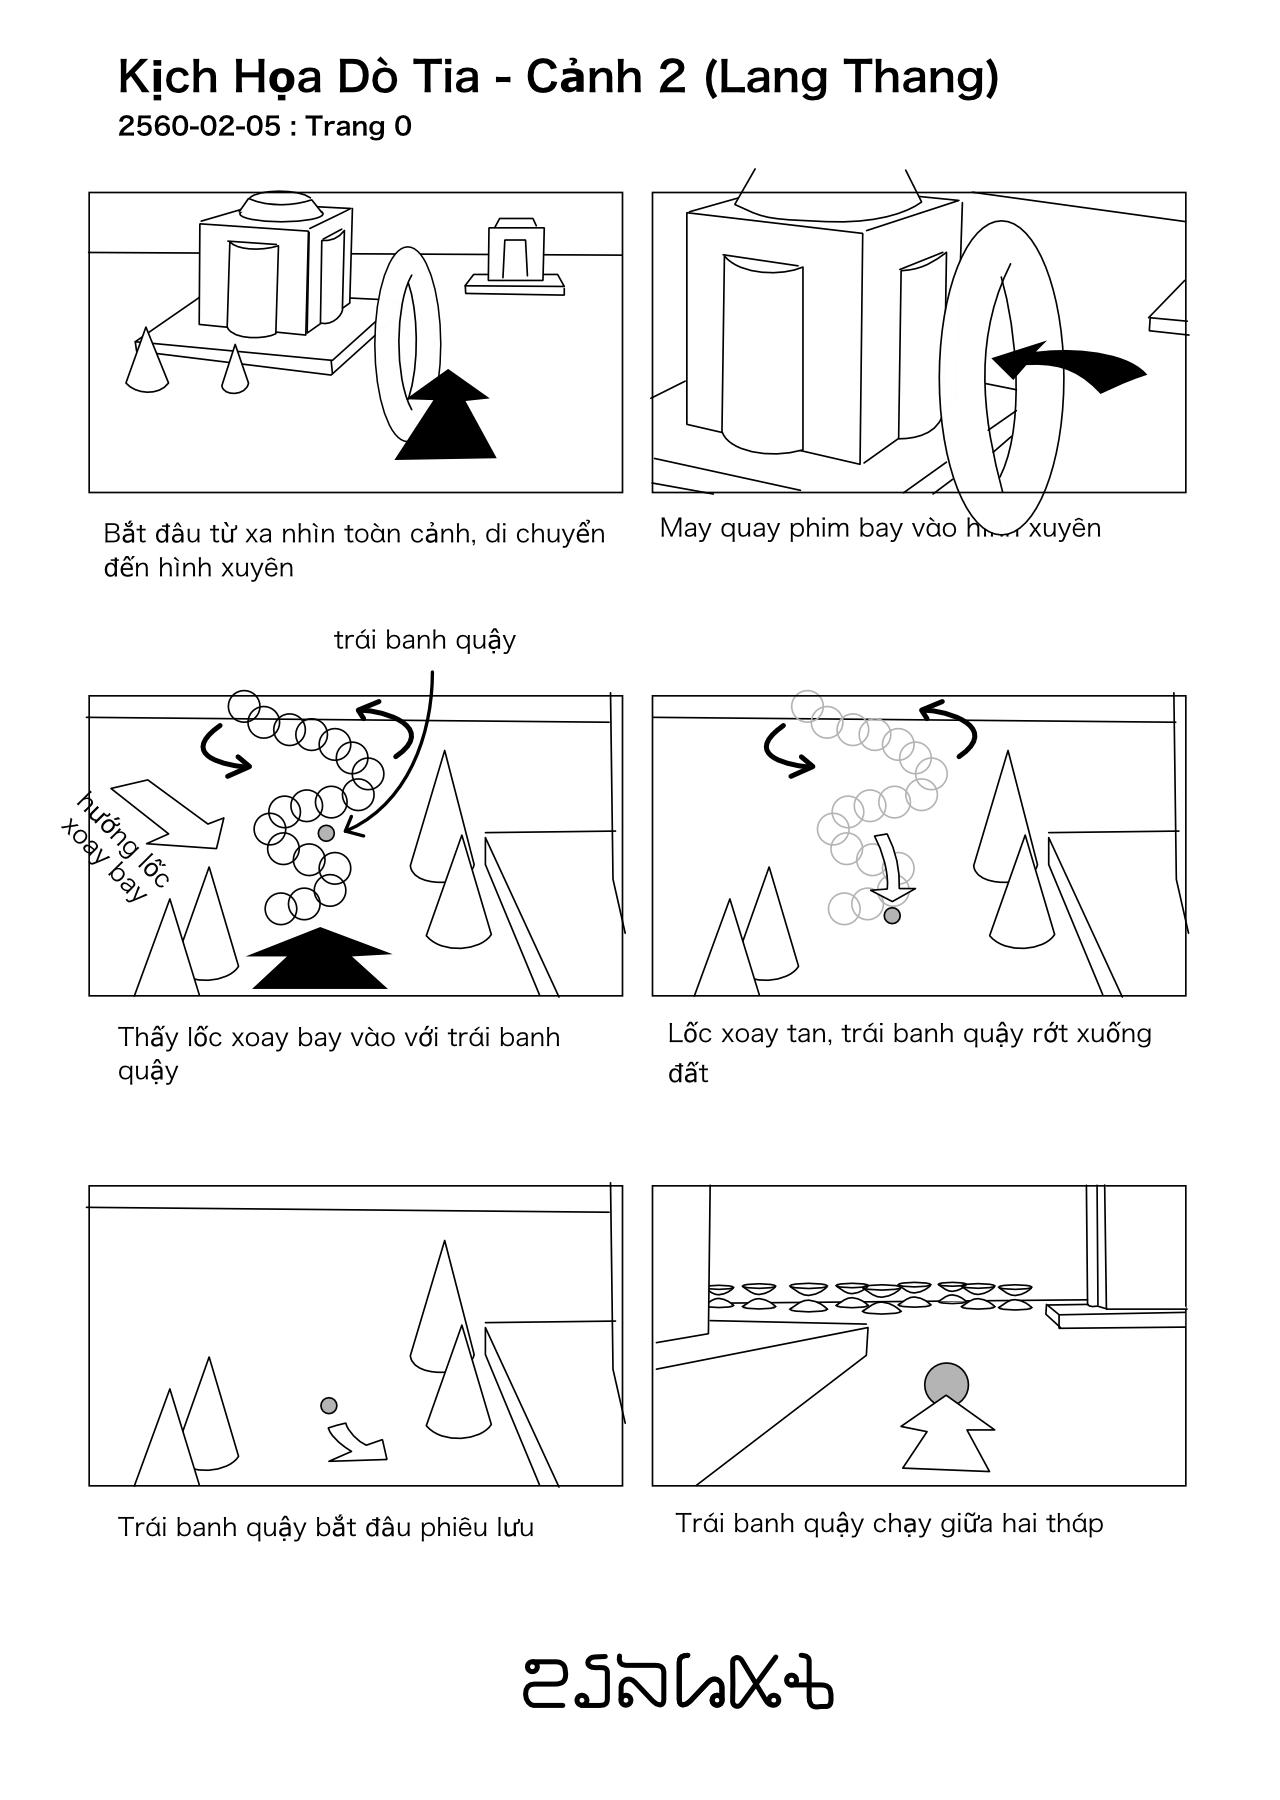 Kịch Họa Dò Tia - Cảnh 2 (Lang Thang)
2560-02-05 : Trang 0
Bắt đầu từ xa nhìn toàn cảnh, di chuyển
đến hình xuyên
May quay phim bay vào hình xuyên
trái banh quậy
hướng lốc
xoay bay
Thấy lốc xoay bay vào với trái banh
quậy
Lốc xoay tan, trái banh quậy rớt xuống
đất
Trái banh quậy bắt đầu phiêu lưu
Trái banh quậy chạy giữa hai tháp